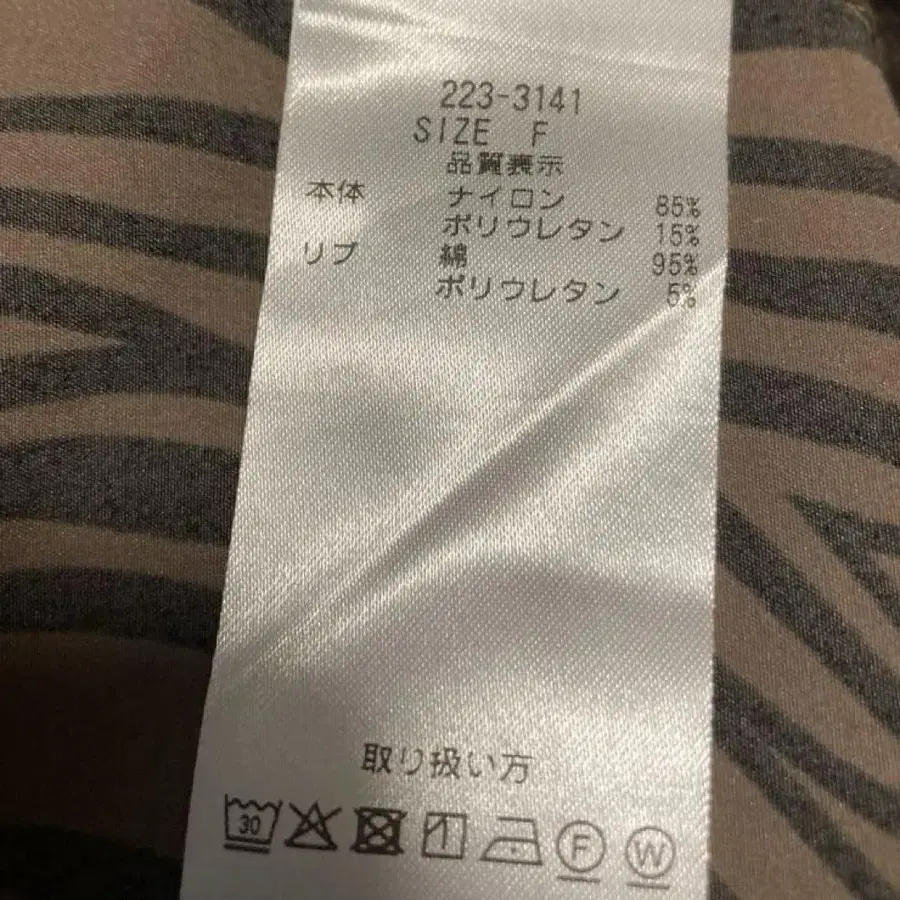 223-3141
SIZE F
品質表示
本体 ナイロン 85%
ポリウレタン 15%
リブ 綿 95%
ポリウレタン 5%
取り扱い方
30 F W